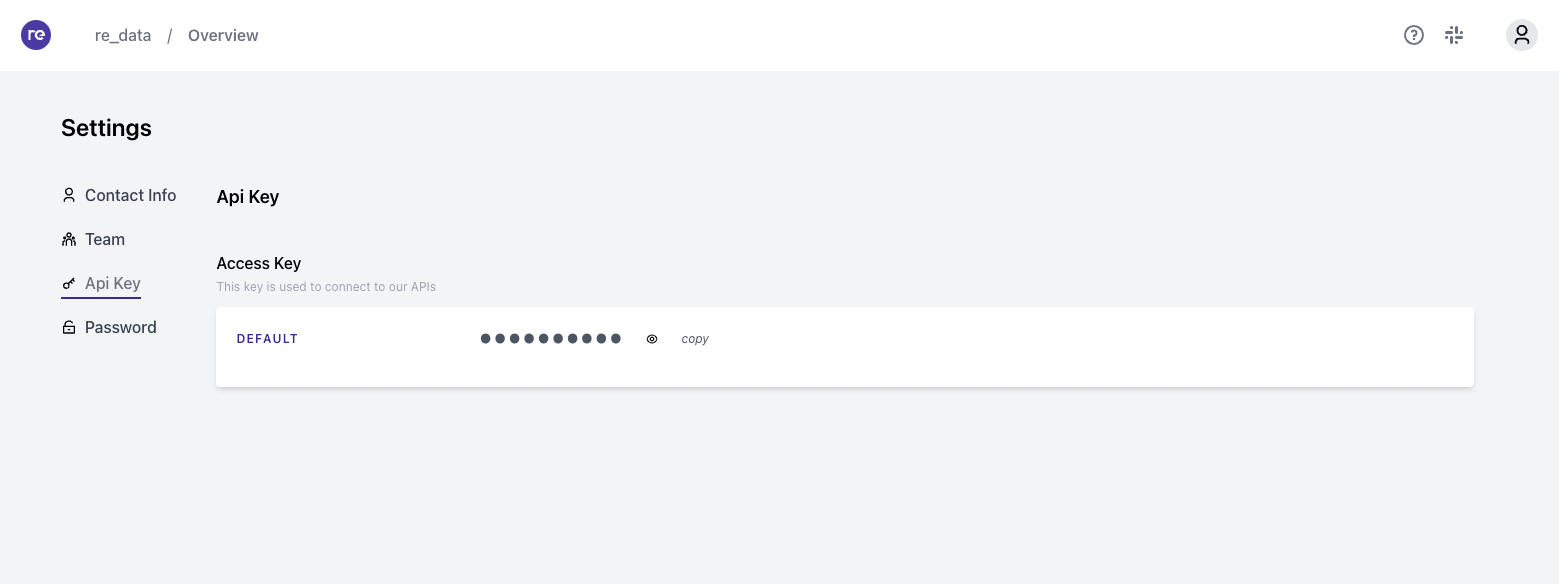 re re_data / Overview
Settings
Contact Info
Team
Api Key
Password
Api Key
Access Key
This key is used to connect to our APIs
DEFAULT ●●●●●●●●●● copy